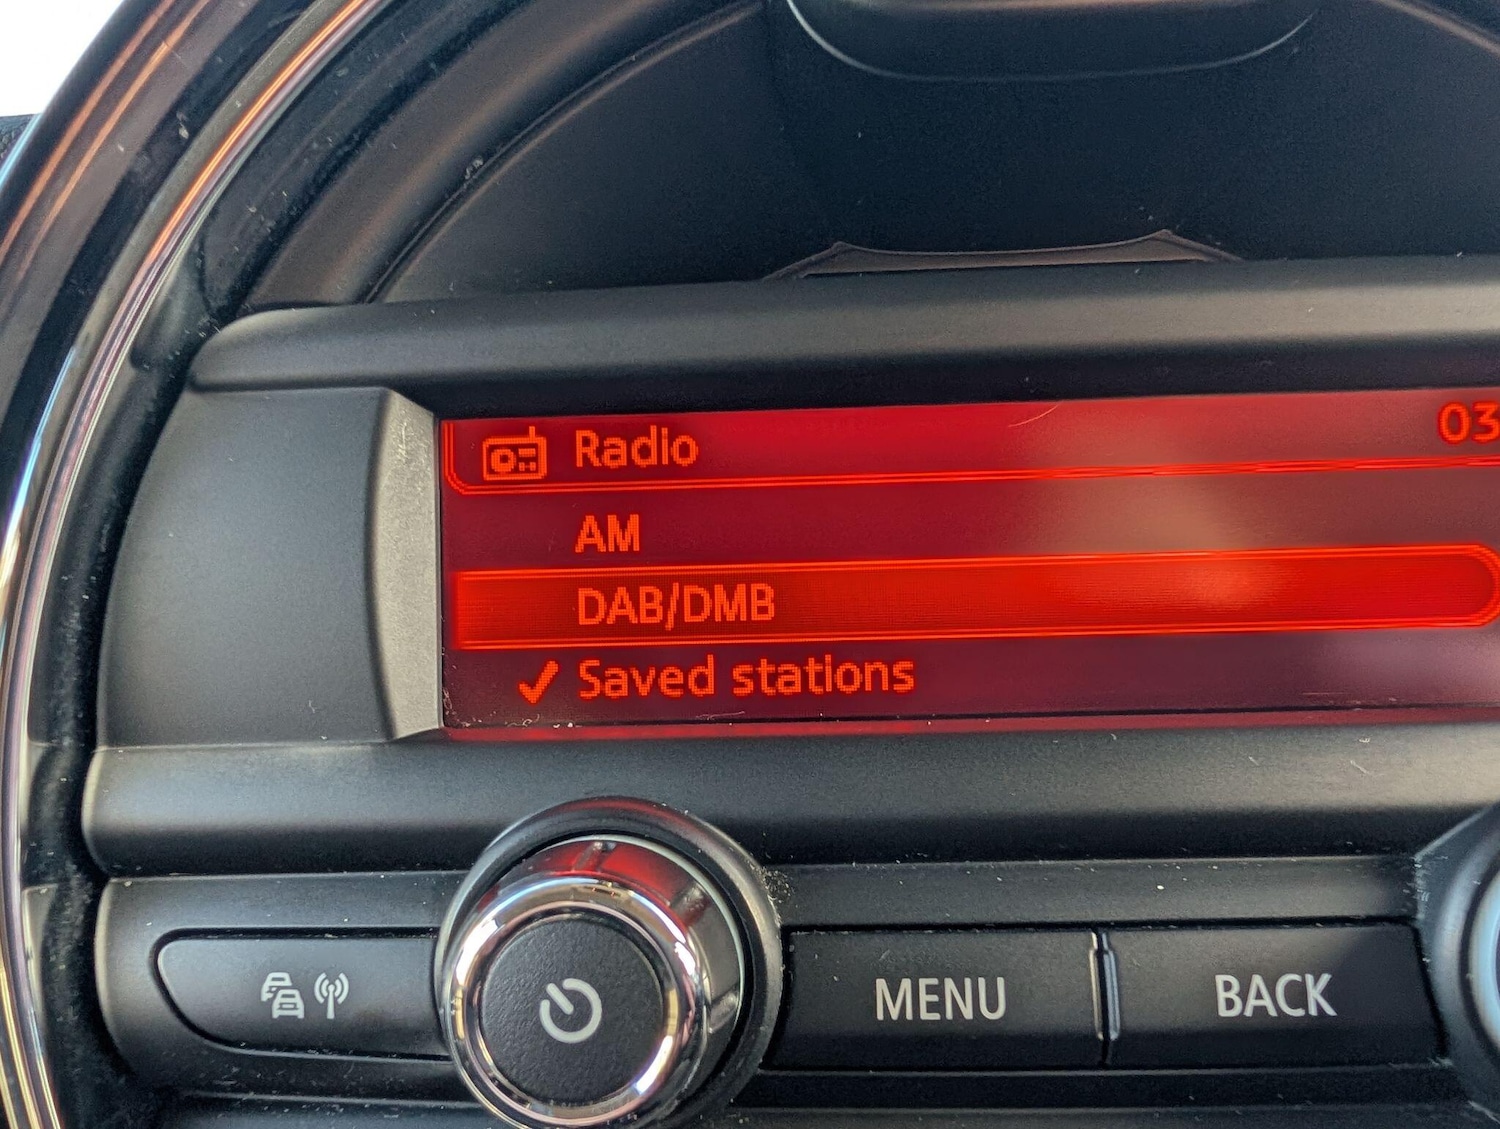 Radio 03
AM
DAB/DMB
Saved stations
MENU BACK